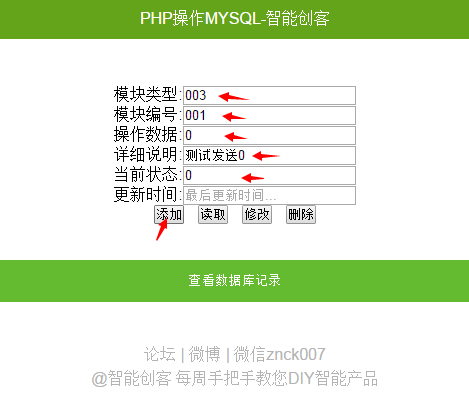 PHP操作MYSQL-智能创客
模块类型:003
模块编号:001
操作数据:0
详细说明:测试发送0
当前状态:0
更新时间:最后更新时间...
添加 读取 修改 删除
查看数据库记录
论坛 | 微博 | 微信znck007
@智能创客 每周手把手教您DIY智能产品